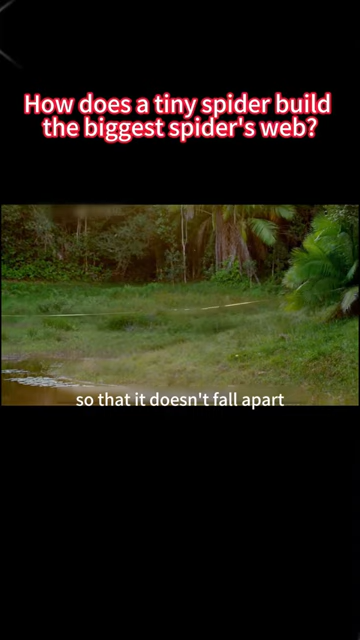 How does a tiny spider build
the biggest spider's web?
so that it doesn't fall apart